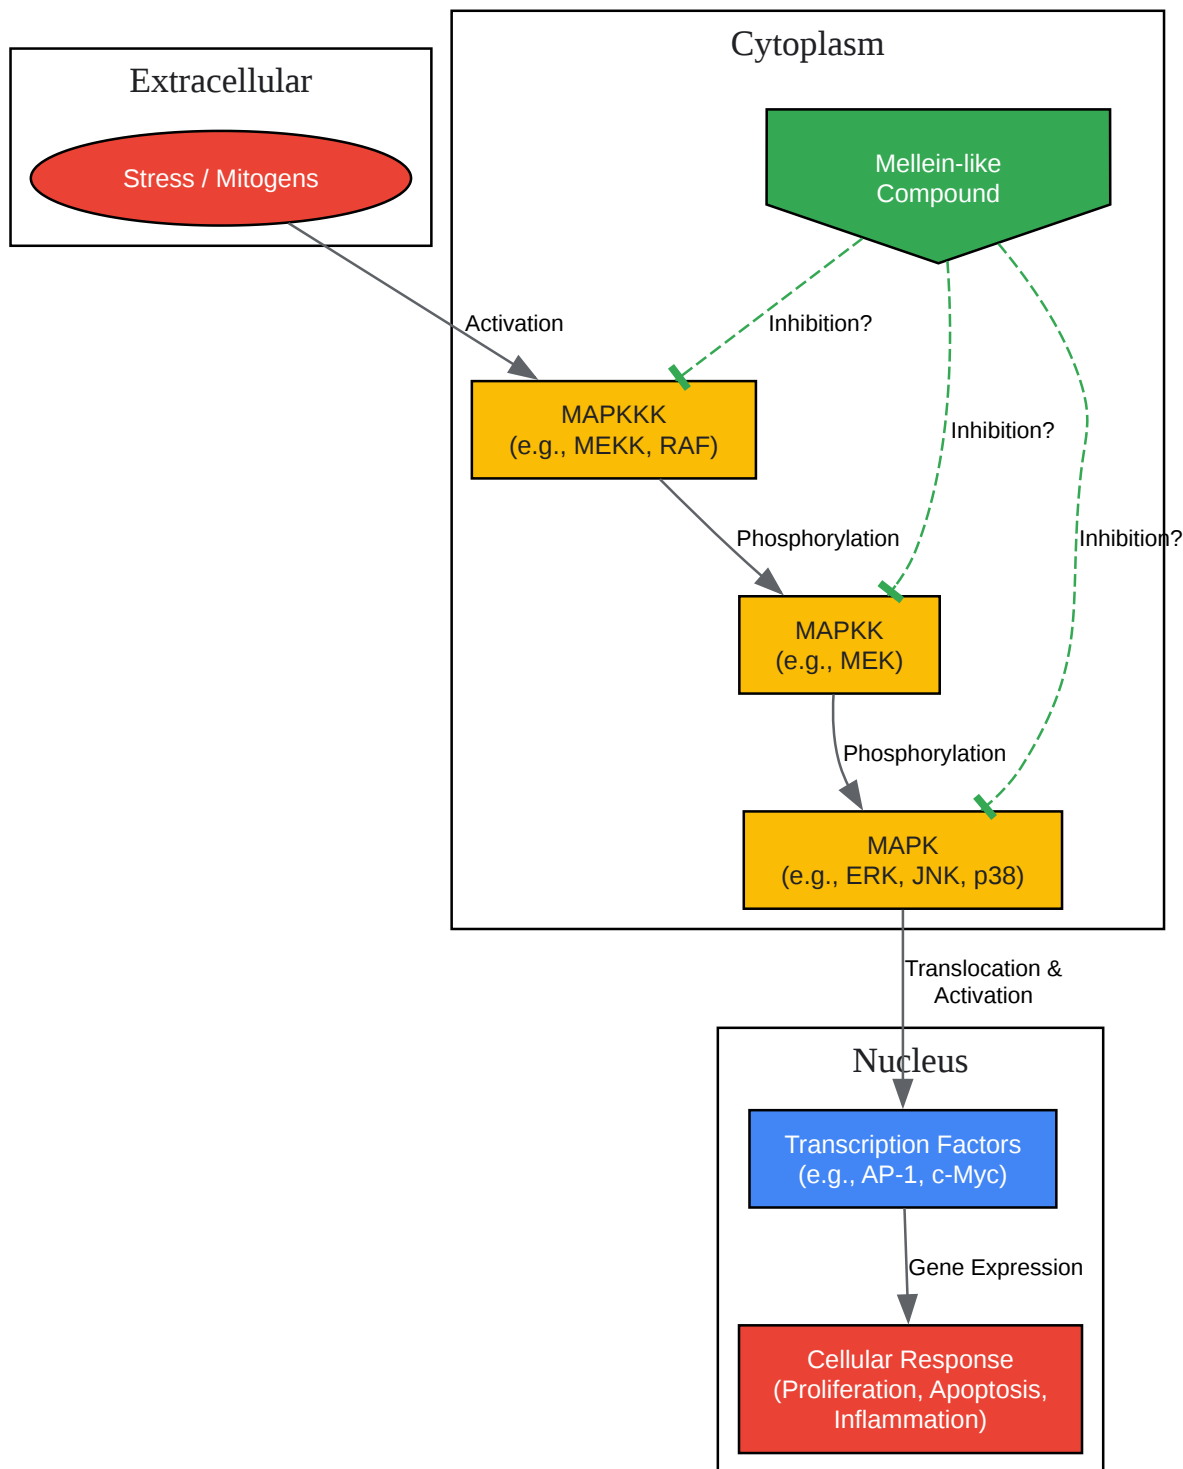 Cytoplasm
Extracellular
Stress / Mitogens
Mellein-like
Compound
Activation
Inhibition?
MAPKKK
(e.g., MEKK, RAF)
Inhibition?
Phosphorylation
Inhibition?
MAPKK
(e.g., MEK)
Phosphorylation
MAPK
(e.g., ERK, JNK, p38)
Translocation &
Activation
Nucleus
Transcription Factors
(e.g., AP-1, c-Myc)
Gene Expression
Cellular Response
(Proliferation, Apoptosis,
Inflammation)